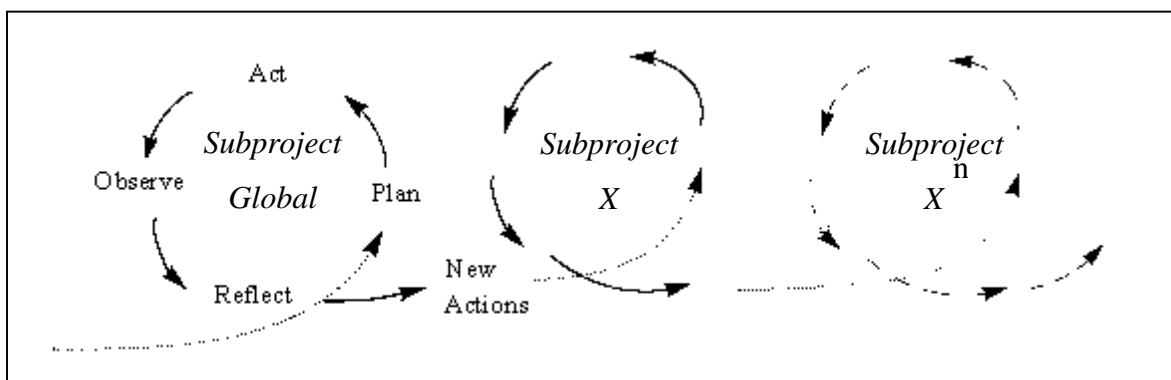 Act
Subproject
Global
Observe
Plan
Reflect
New
Actions
Subproject
X
Subproject
X n